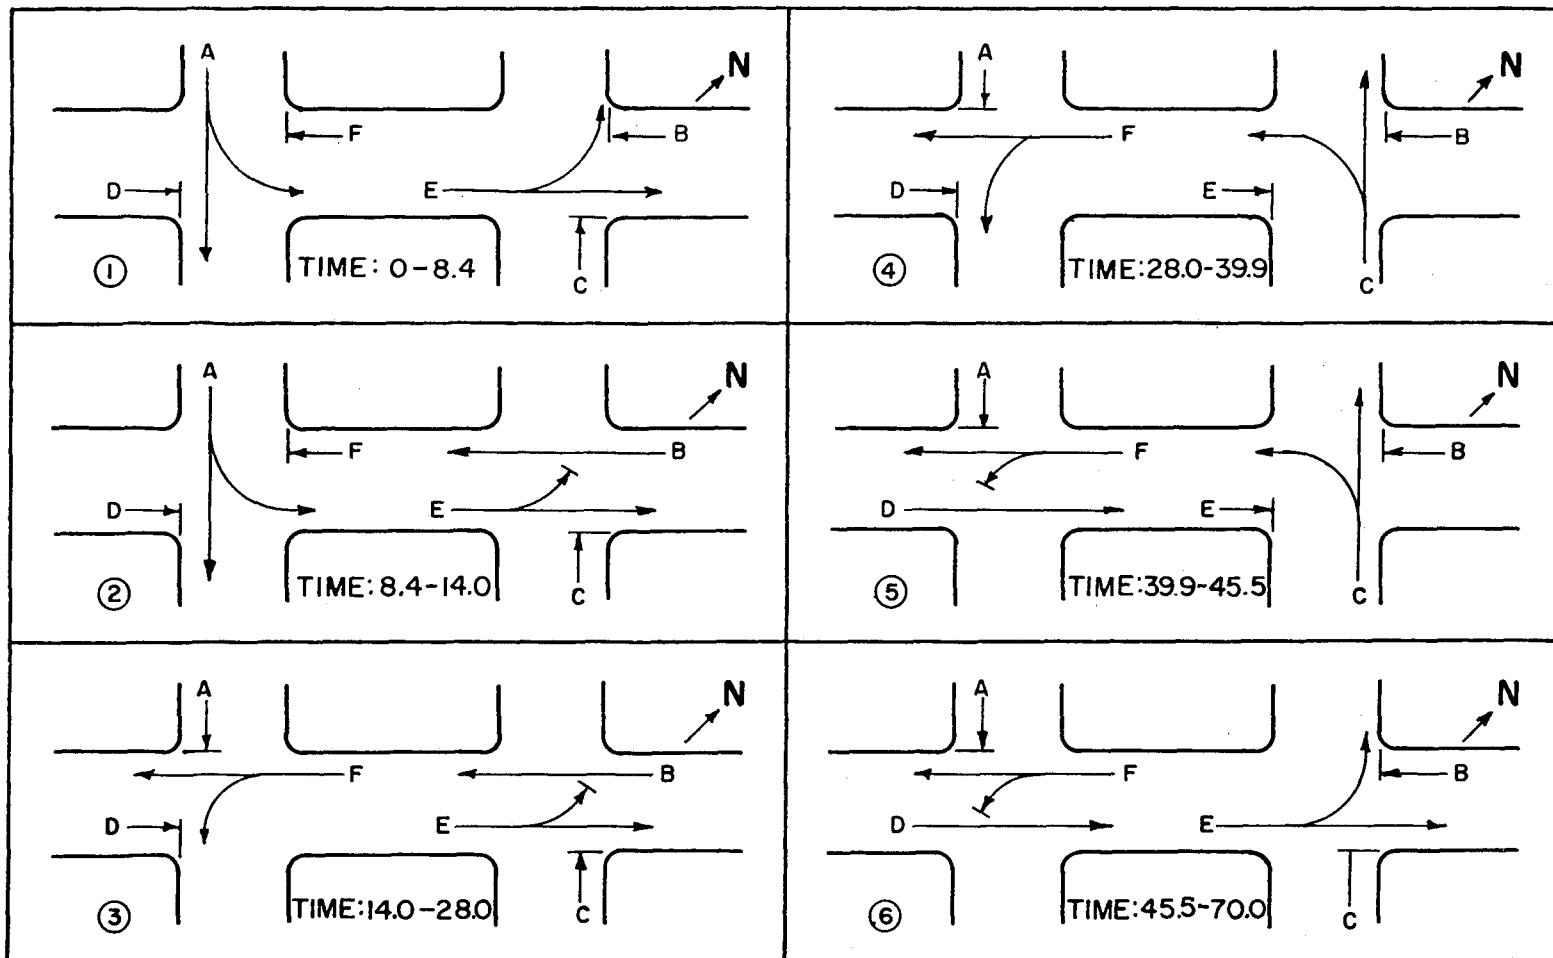 A
N
F
B
D
E
① TIME: 0-8.4
C
A
N
F
B
D
E
② TIME: 8.4-14.0
C
A
N
F
B
D
E
③ TIME:14.0-28.0
C
A
N
F
B
D
E
④ TIME:28.0-39.9
C
A
N
F
B
D
E
⑤ TIME:39.9-45.5
C
A
N
F
B
D
E
⑥ TIME:45.5-70.0
C